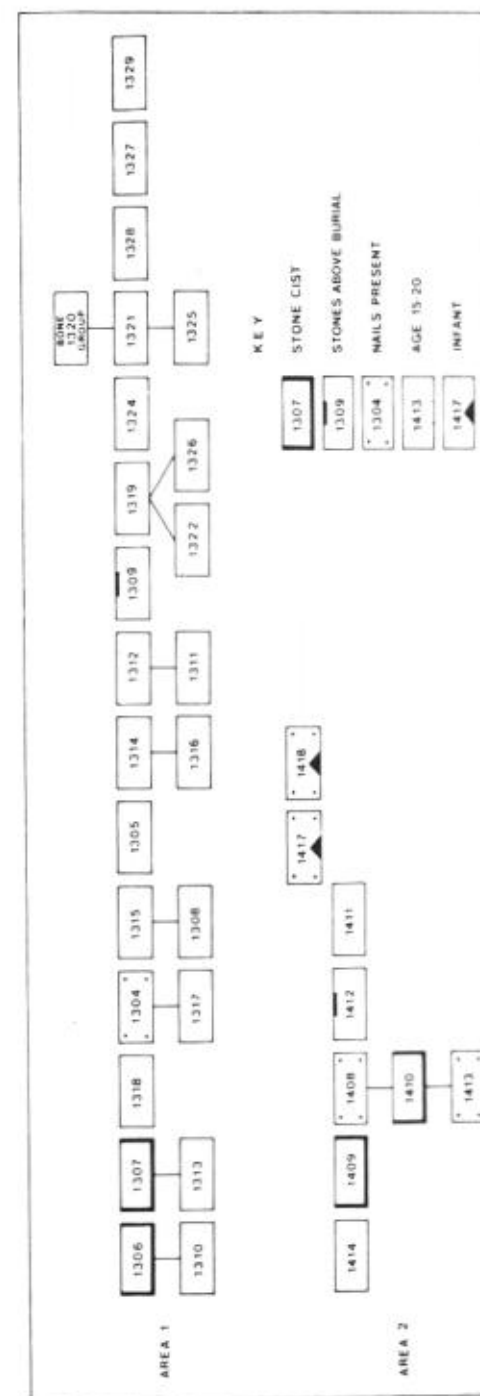 BONE
1320
GROUP
AREA 1
1306 1307 1318 1304 1315 1305 1314 1312 1309 1319 1324 1321 1328 1327 1329
1310 1313 1317 1308 1316 1311 1322 1326 1325
KEY
1307 STONE CIST
1309 STONES ABOVE BURIAL
1304 NAILS PRESENT
1413 AGE 15-20
1417 INFANT
1417 1418
AREA 2
1414 1409 1408 1412 1411
1410
1413